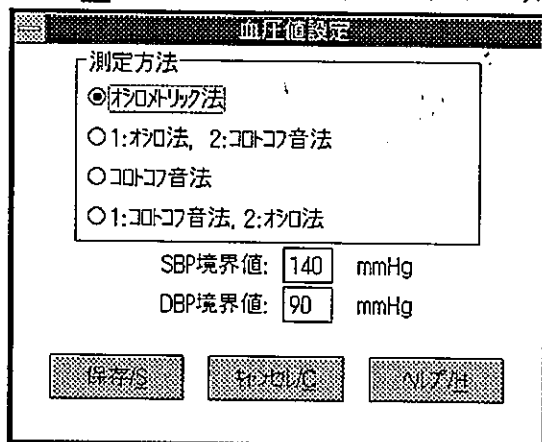 血圧値設定
測定方法
オシロメトリック法
1:オシロ法, 2:コロトコフ音法
コロトコフ音法
1:コロトコフ音法, 2:オシロ法
SBP境界値: 140 mmHg
DBP境界値: 90 mmHg
保存/S キャンセル/C ヘルプ/H